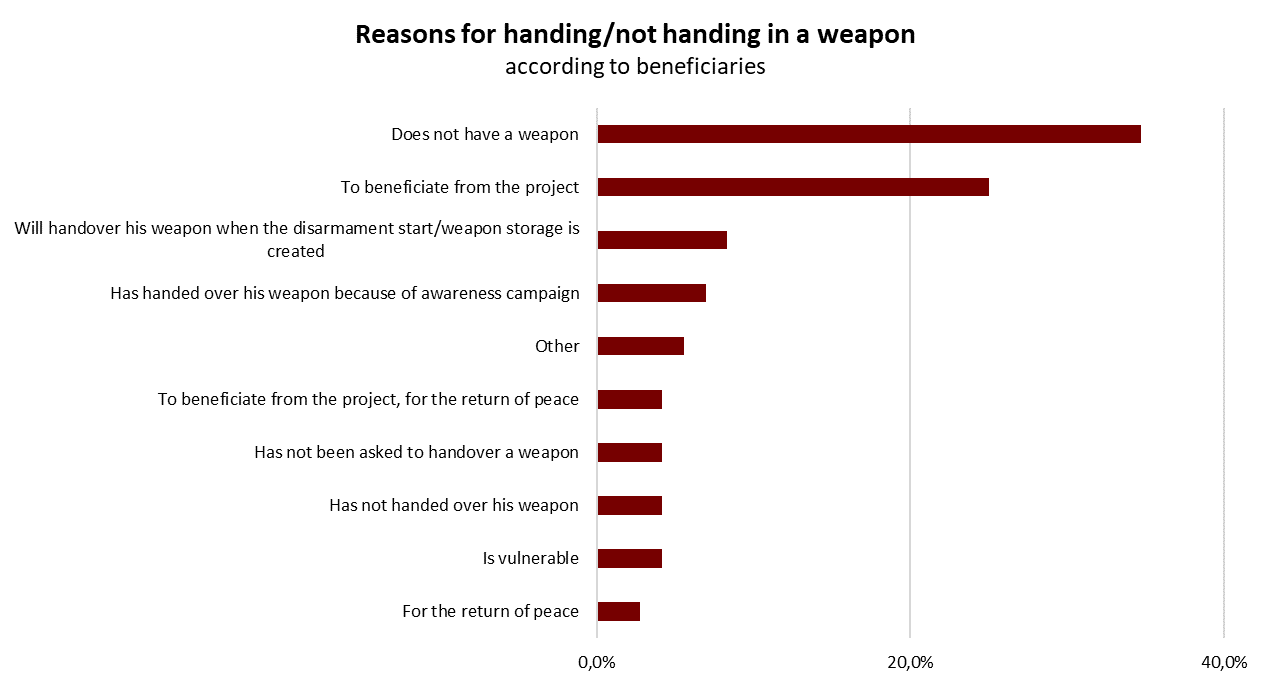 Reasons for handing/not handing in a weapon
according to beneficiaries
Does not have a weapon
To beneficiate from the project
Will handover his weapon when the disarmament start/weapon storage is
created
Has handed over his weapon because of awareness campaign
Other
To beneficiate from the project, for the return of peace
Has not been asked to handover a weapon
Has not handed over his weapon
Is vulnerable
For the return of peace
0,0%
20,0%
40,0%